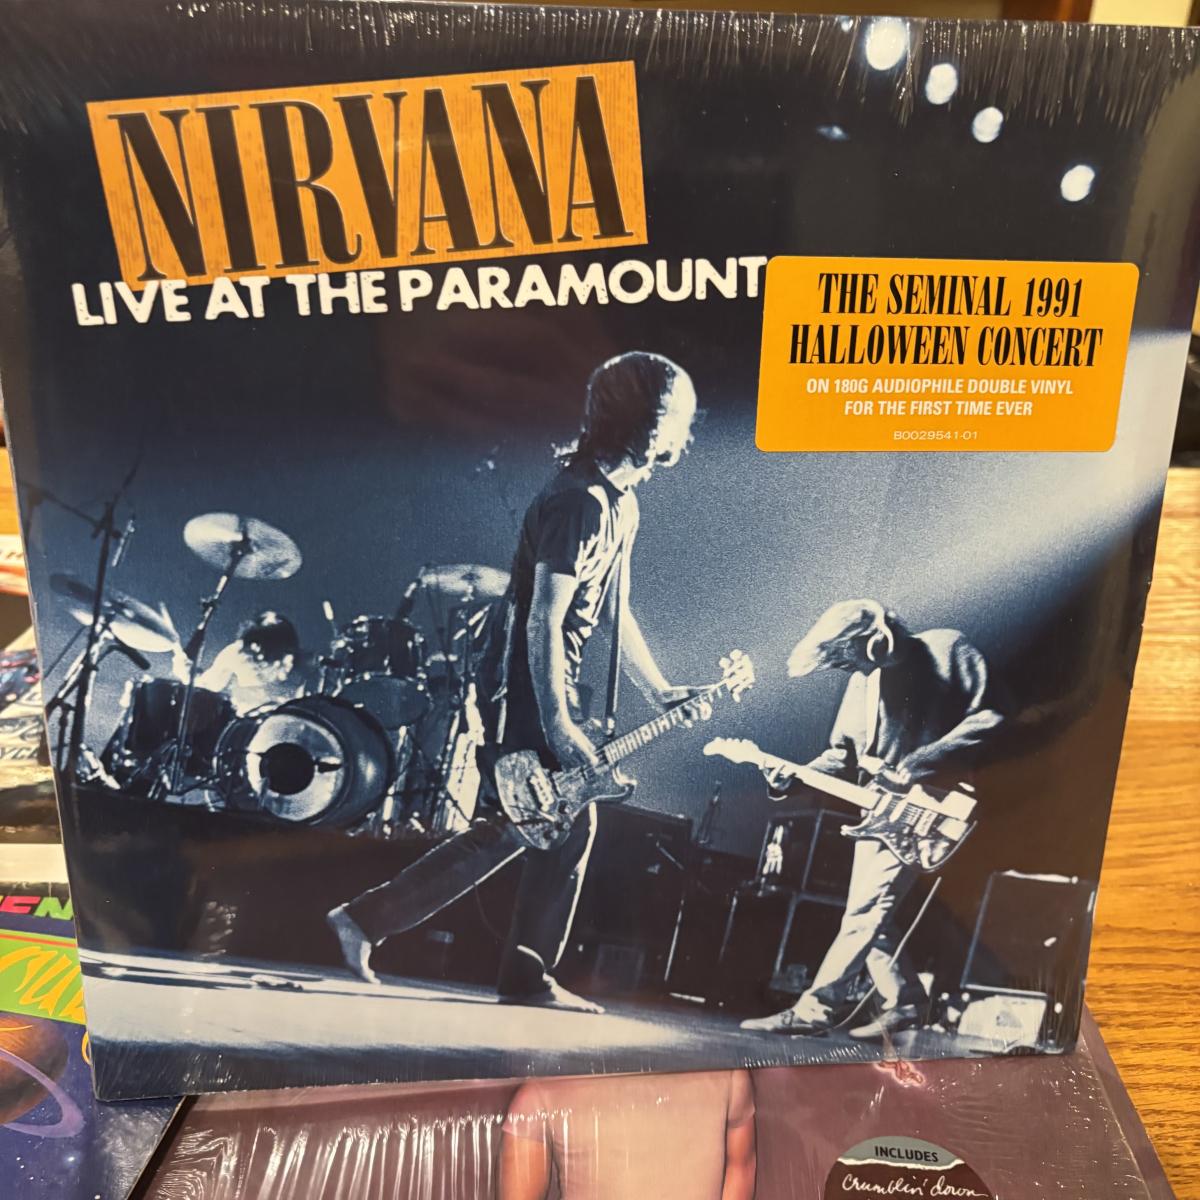 NIRVANA
LIVE AT THE PARAMOUNT
THE SEMINAL 1991
HALLOWEEN CONCERT
ON 180G AUDIOPHILE DOUBLE VINYL
FOR THE FIRST TIME EVER
B0029541-01
INCLUDES
Crumblin' down